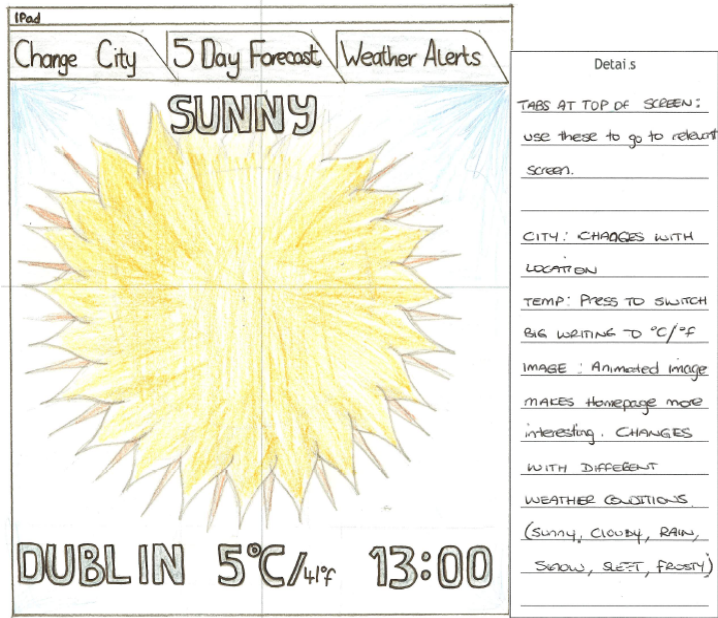 IPad
Change City
5 Day Forecast
Weather Alerts
SUNNY
DUBLIN 5°C/41°F 13:00
Details
TABS AT TOP OF SCREEN:
use these to go to relevant
screen.
CITY: CHANGES WITH
LOCATION
TEMP: PRESS TO SWITCH
BIG WRITING TO °C/°F
IMAGE : Animated image
MAKES Homepage more
interesting. CHANGES
WITH DIFFERENT
WEATHER CONDITIONS.
(SUNNY, CLOUDY, RAIN,
SNOW, SLEET, FROSTY)